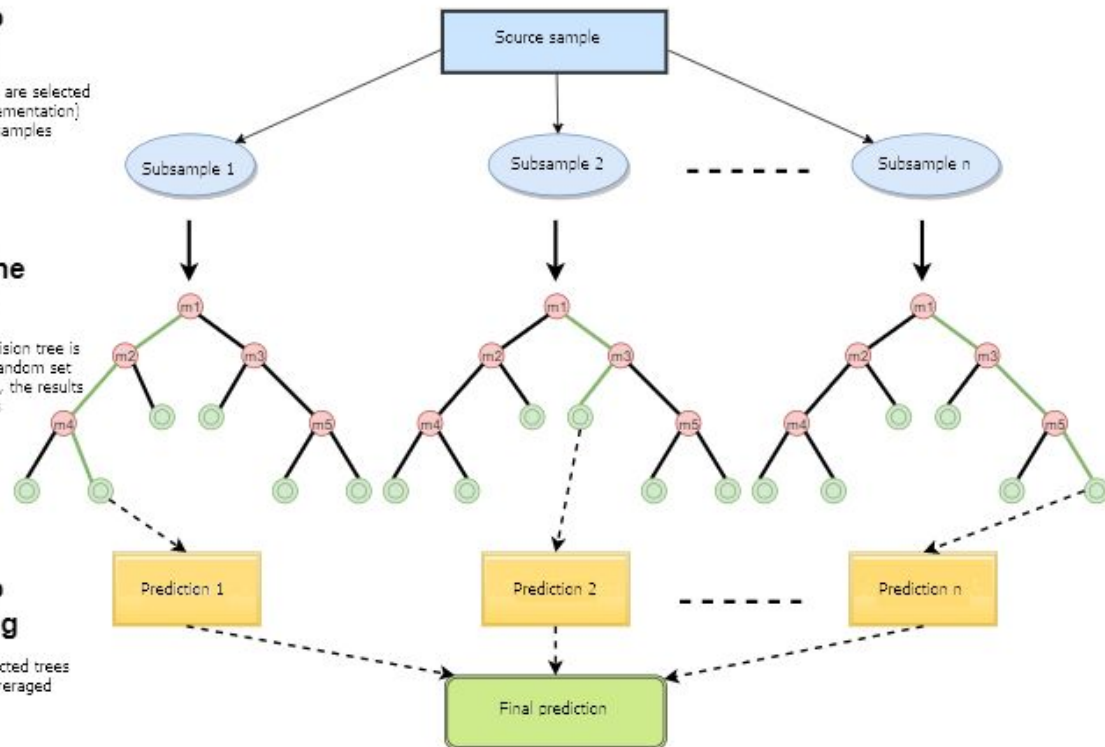 Source sample
are selected
ementation)
amples
Subsample 1
Subsample 2
Subsample n
ne
m1
m1
m1
ision tree is
andom set
, the results
m2
m3
m2
m3
m2
m3
m4
m5
m4
m5
m4
m5
Prediction 1
Prediction 2
Prediction n
g
cted trees
eraged
Final prediction